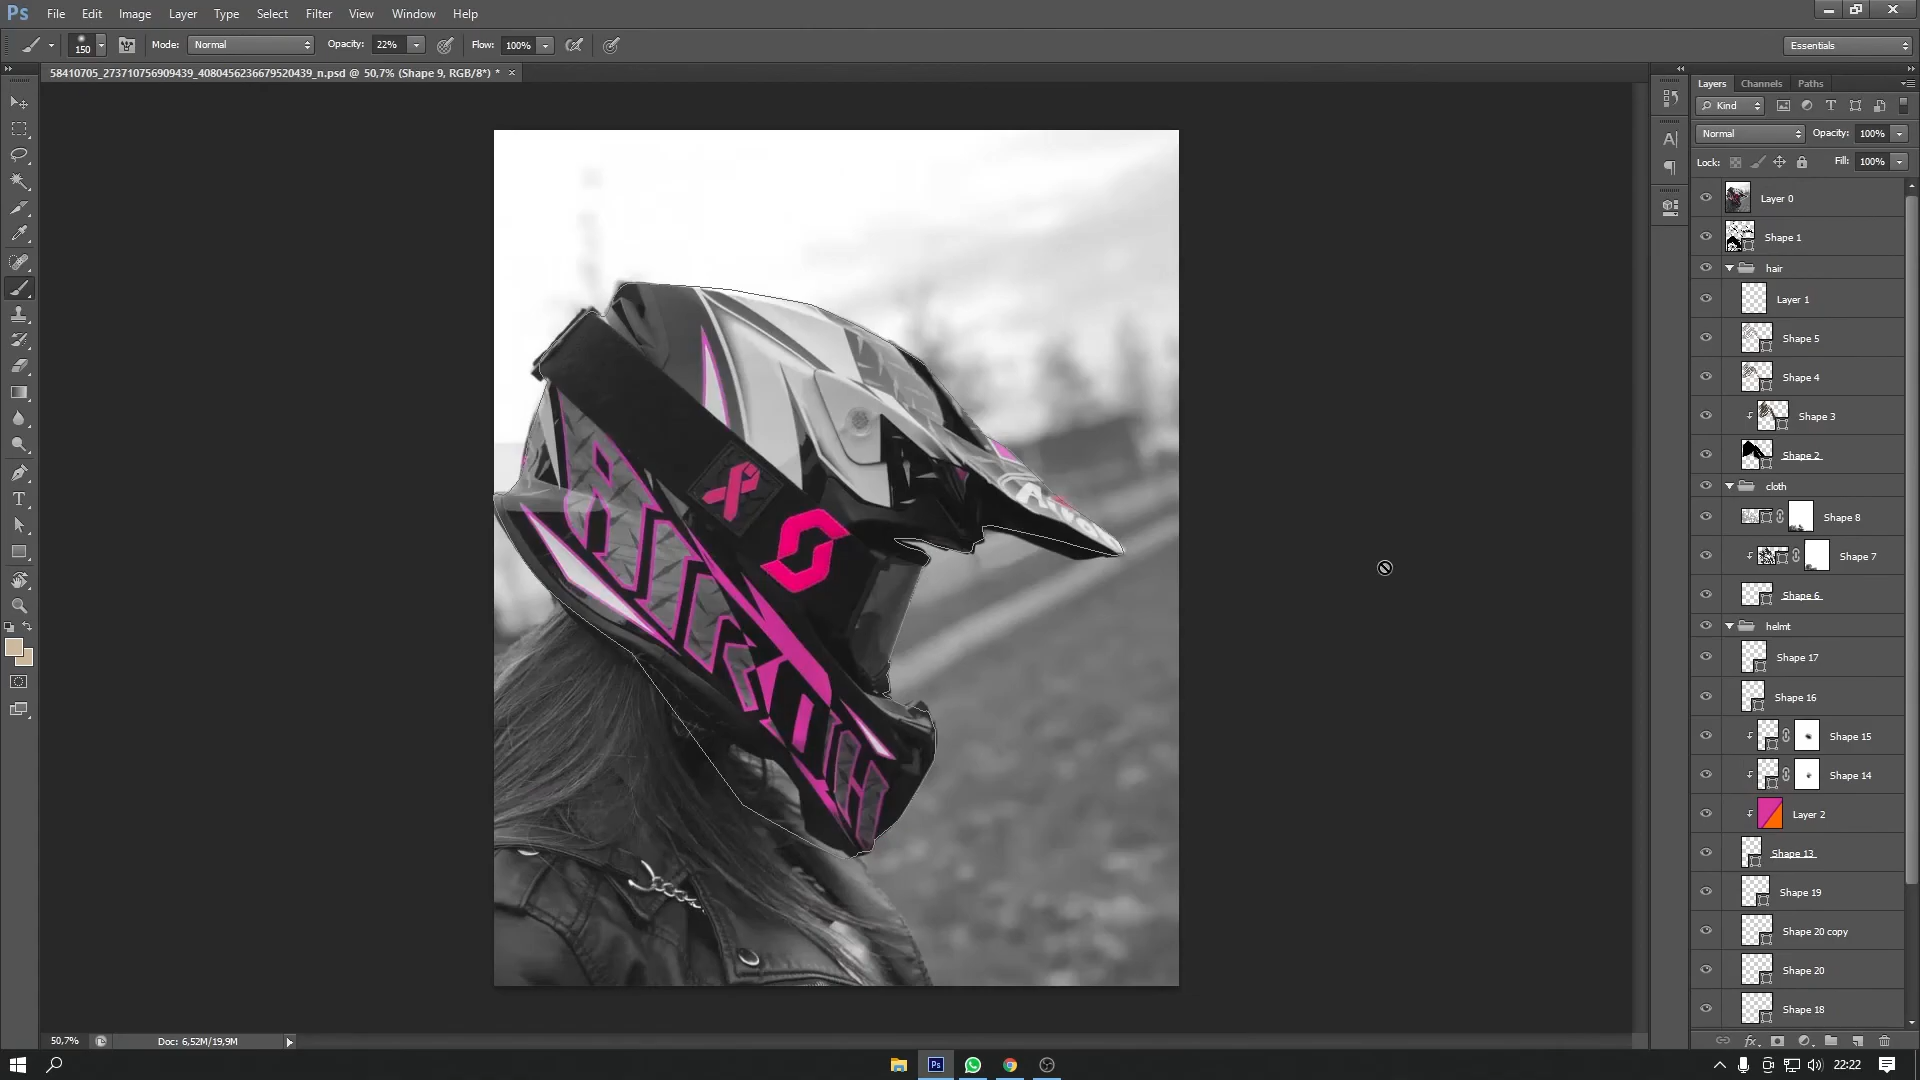 Ps File Edit Image Layer Type Select Filter View Window Help
150 Mode: Normal Opacity: 22% Flow: 100% Essentials
58410705_273710756909439_4080456236679520439_n.psd @ 50,7% (Shape 9, RGB/8*) * ×
Layers Channels Paths
Kind
Normal Opacity: 100%
Lock: Fill: 100%
Layer 0
Shape 1
hair
Layer 1
Shape 5
Shape 4
Shape 3
Shape 2
cloth
Shape 8
Shape 7
Shape 6
helmt
Shape 17
Shape 16
Shape 15
Shape 14
Layer 2
Shape 13
Shape 19
Shape 20 copy
Shape 20
Shape 18
50,7% Doc: 6,52M/19,9M
Ps 22:22